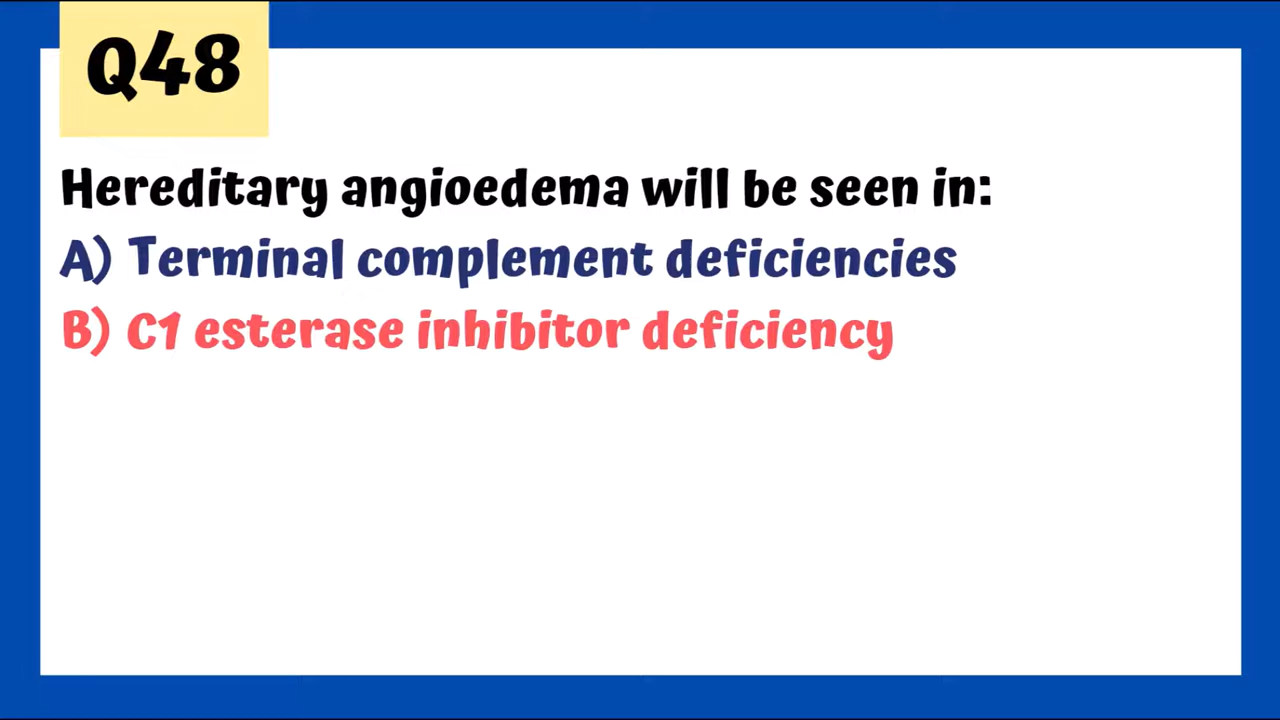 Q48
Hereditary angioedema will be seen in:
A) Terminal complement deficiencies
B) C1 esterase inhibitor deficiency